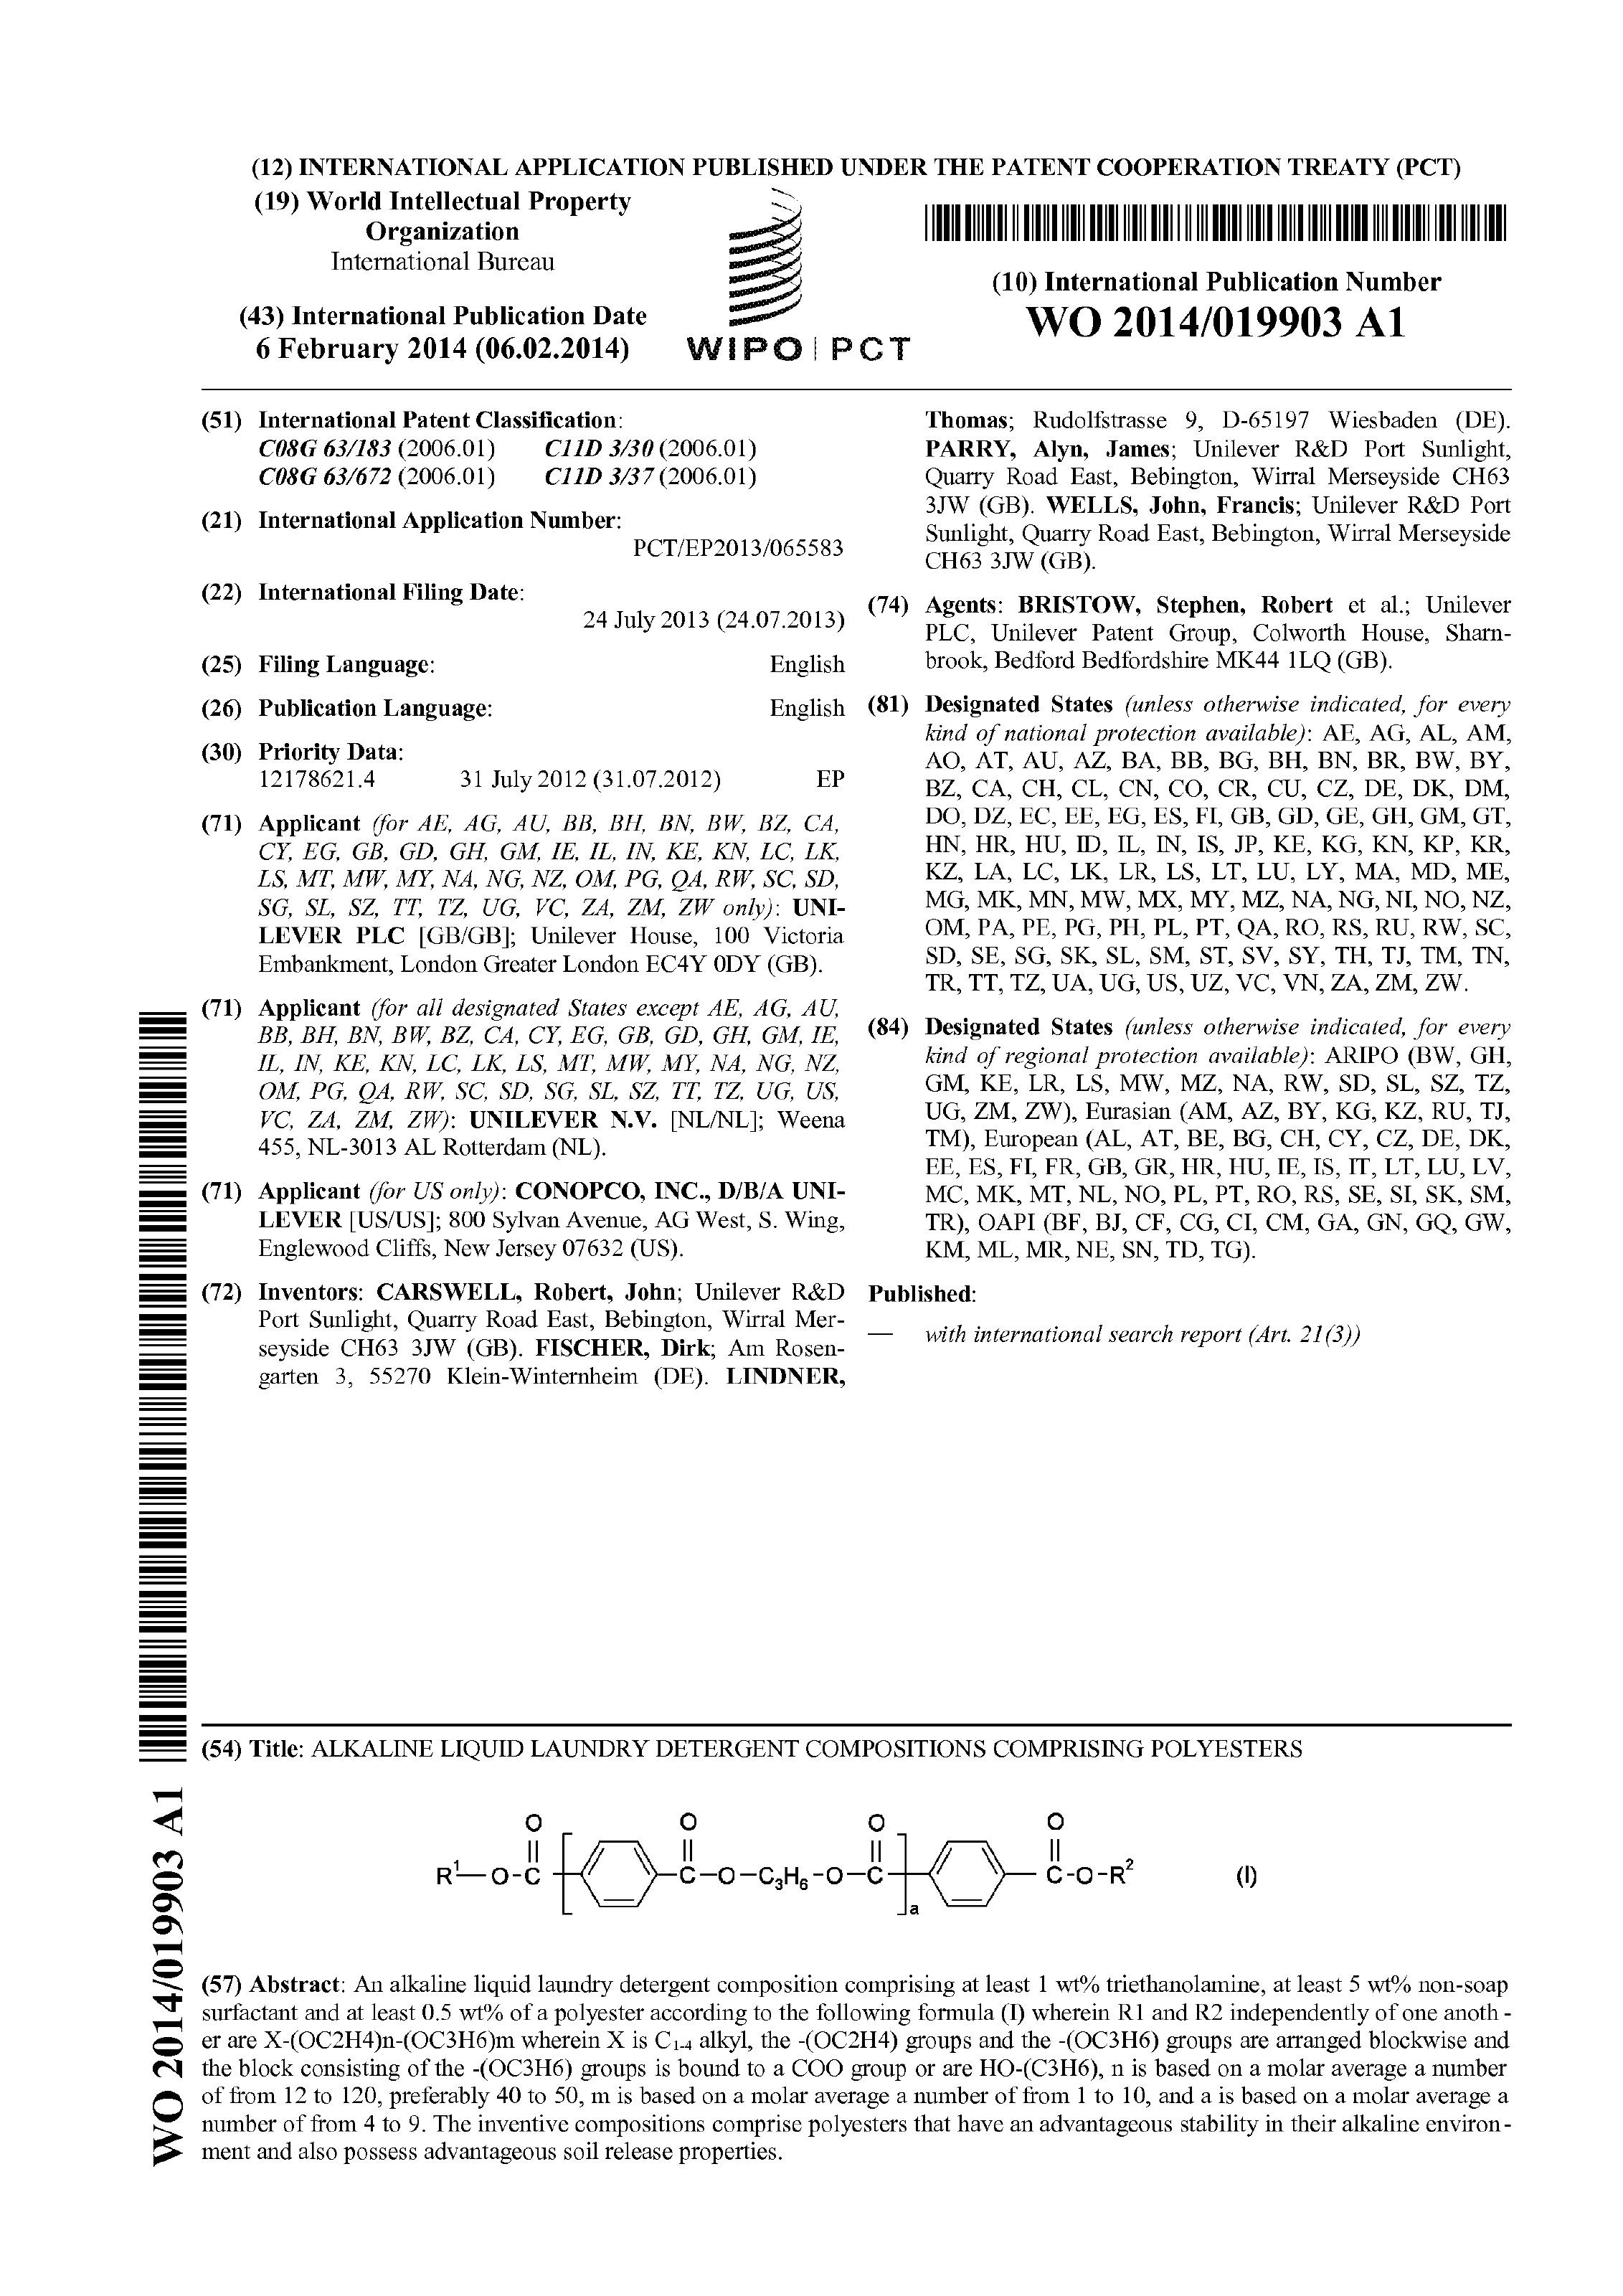 (12) INTERNATIONAL APPLICATION PUBLISHED UNDER THE PATENT COOPERATION TREATY (PCT)
(19) World Intellectual Property
Organization
International Bureau
(43) International Publication Date
6 February 2014 (06.02.2014)
WIPO | PCT
(10) International Publication Number
WO 2014/019903 A1
(51) International Patent Classification:
C08G 63/183 (2006.01) C11D 3/30 (2006.01)
C08G 63/672 (2006.01) C11D 3/37 (2006.01)
(21) International Application Number:
PCT/EP2013/065583
(22) International Filing Date:
24 July 2013 (24.07.2013)
(25) Filing Language: English
(26) Publication Language: English
(30) Priority Data:
12178621.4 31 July 2012 (31.07.2012) EP
(71) Applicant (for AE, AG, AU, BB, BH, BN, BW, BZ, CA,
CY, EG, GB, GD, GH, GM, IE, IL, IN, KE, KN, LC, LK,
LS, MT, MW, MY, NA, NG, NZ, OM, PG, QA, RW, SC, SD,
SG, SL, SZ, TT, TZ, UG, VC, ZA, ZM, ZW only): UNI-
LEVER PLC [GB/GB]; Unilever House, 100 Victoria
Embankment, London Greater London EC4Y 0DY (GB).
(71) Applicant (for all designated States except AE, AG, AU,
BB, BH, BN, BW, BZ, CA, CY, EG, GB, GD, GH, GM, IE,
IL, IN, KE, KN, LC, LK, LS, MT, MW, MY, NA, NG, NZ,
OM, PG, QA, RW, SC, SD, SG, SL, SZ, TT, TZ, UG, US,
VC, ZA, ZM, ZW): UNILEVER N.V. [NL/NL]; Weena
455, NL-3013 AL Rotterdam (NL).
(71) Applicant (for US only): CONOPCO, INC., D/B/A UNI-
LEVER [US/US]; 800 Sylvan Avenue, AG West, S. Wing,
Englewood Cliffs, New Jersey 07632 (US).
(72) Inventors: CARSWELL, Robert, John; Unilever R&D
Port Sunlight, Quarry Road East, Bebington, Wirral Mer-
seyside CH63 3JW (GB). FISCHER, Dirk; Am Rosen-
garten 3, 55270 Klein-Winternheim (DE). LINDNER,
Thomas; Rudolfstrasse 9, D-65197 Wiesbaden (DE).
PARRY, Alyn, James; Unilever R&D Port Sunlight,
Quarry Road East, Bebington, Wirral Merseyside CH63
3JW (GB). WELLS, John, Francis; Unilever R&D Port
Sunlight, Quarry Road East, Bebington, Wirral Merseyside
CH63 3JW (GB).
(74) Agents: BRISTOW, Stephen, Robert et al.; Unilever
PLC, Unilever Patent Group, Colworth House, Sharn-
brook, Bedford Bedfordshire MK44 1LQ (GB).
(81) Designated States (unless otherwise indicated, for every
kind of national protection available): AE, AG, AL, AM,
AO, AT, AU, AZ, BA, BB, BG, BH, BN, BR, BW, BY,
BZ, CA, CH, CL, CN, CO, CR, CU, CZ, DE, DK, DM,
DO, DZ, EC, EE, EG, ES, FI, GB, GD, GE, GH, GM, GT,
HN, HR, HU, ID, IL, IN, IS, JP, KE, KG, KN, KP, KR,
KZ, LA, LC, LK, LR, LS, LT, LU, LY, MA, MD, ME,
MG, MK, MN, MW, MX, MY, MZ, NA, NG, NI, NO, NZ,
OM, PA, PE, PG, PH, PL, PT, QA, RO, RS, RU, RW, SC,
SD, SE, SG, SK, SL, SM, ST, SV, SY, TH, TJ, TM, TN,
TR, TT, TZ, UA, UG, US, UZ, VC, VN, ZA, ZM, ZW.
(84) Designated States (unless otherwise indicated, for every
kind of regional protection available): ARIPO (BW, GH,
GM, KE, LR, LS, MW, MZ, NA, RW, SD, SL, SZ, TZ,
UG, ZM, ZW), Eurasian (AM, AZ, BY, KG, KZ, RU, TJ,
TM), European (AL, AT, BE, BG, CH, CY, CZ, DE, DK,
EE, ES, FI, FR, GB, GR, HR, HU, IE, IS, IT, LT, LU, LV,
MC, MK, MT, NL, NO, PL, PT, RO, RS, SE, SI, SK, SM,
TR), OAPI (BF, BJ, CF, CG, CI, CM, GA, GN, GQ, GW,
KM, ML, MR, NE, SN, TD, TG).
Published:
— with international search report (Art. 21(3))
WO 2014/019903 A1
(54) Title: ALKALINE LIQUID LAUNDRY DETERGENT COMPOSITIONS COMPRISING POLYESTERS
O O O O
R¹—O-C C-O-C₃H₆-O-C C-O-R² (I)
a
(57) Abstract: An alkaline liquid laundry detergent composition comprising at least 1 wt% triethanolamine, at least 5 wt% non-soap
surfactant and at least 0.5 wt% of a polyester according to the following formula (I) wherein R1 and R2 independently of one anoth-
er are X-(OC2H4)n-(OC3H6)m wherein X is C₁₋₄ alkyl, the -(OC2H4) groups and the -(OC3H6) groups are arranged blockwise and
the block consisting of the -(OC3H6) groups is bound to a COO group or are HO-(C3H6), n is based on a molar average a number
of from 12 to 120, preferably 40 to 50, m is based on a molar average a number of from 1 to 10, and a is based on a molar average a
number of from 4 to 9. The inventive compositions comprise polyesters that have an advantageous stability in their alkaline environ-
ment and also possess advantageous soil release properties.